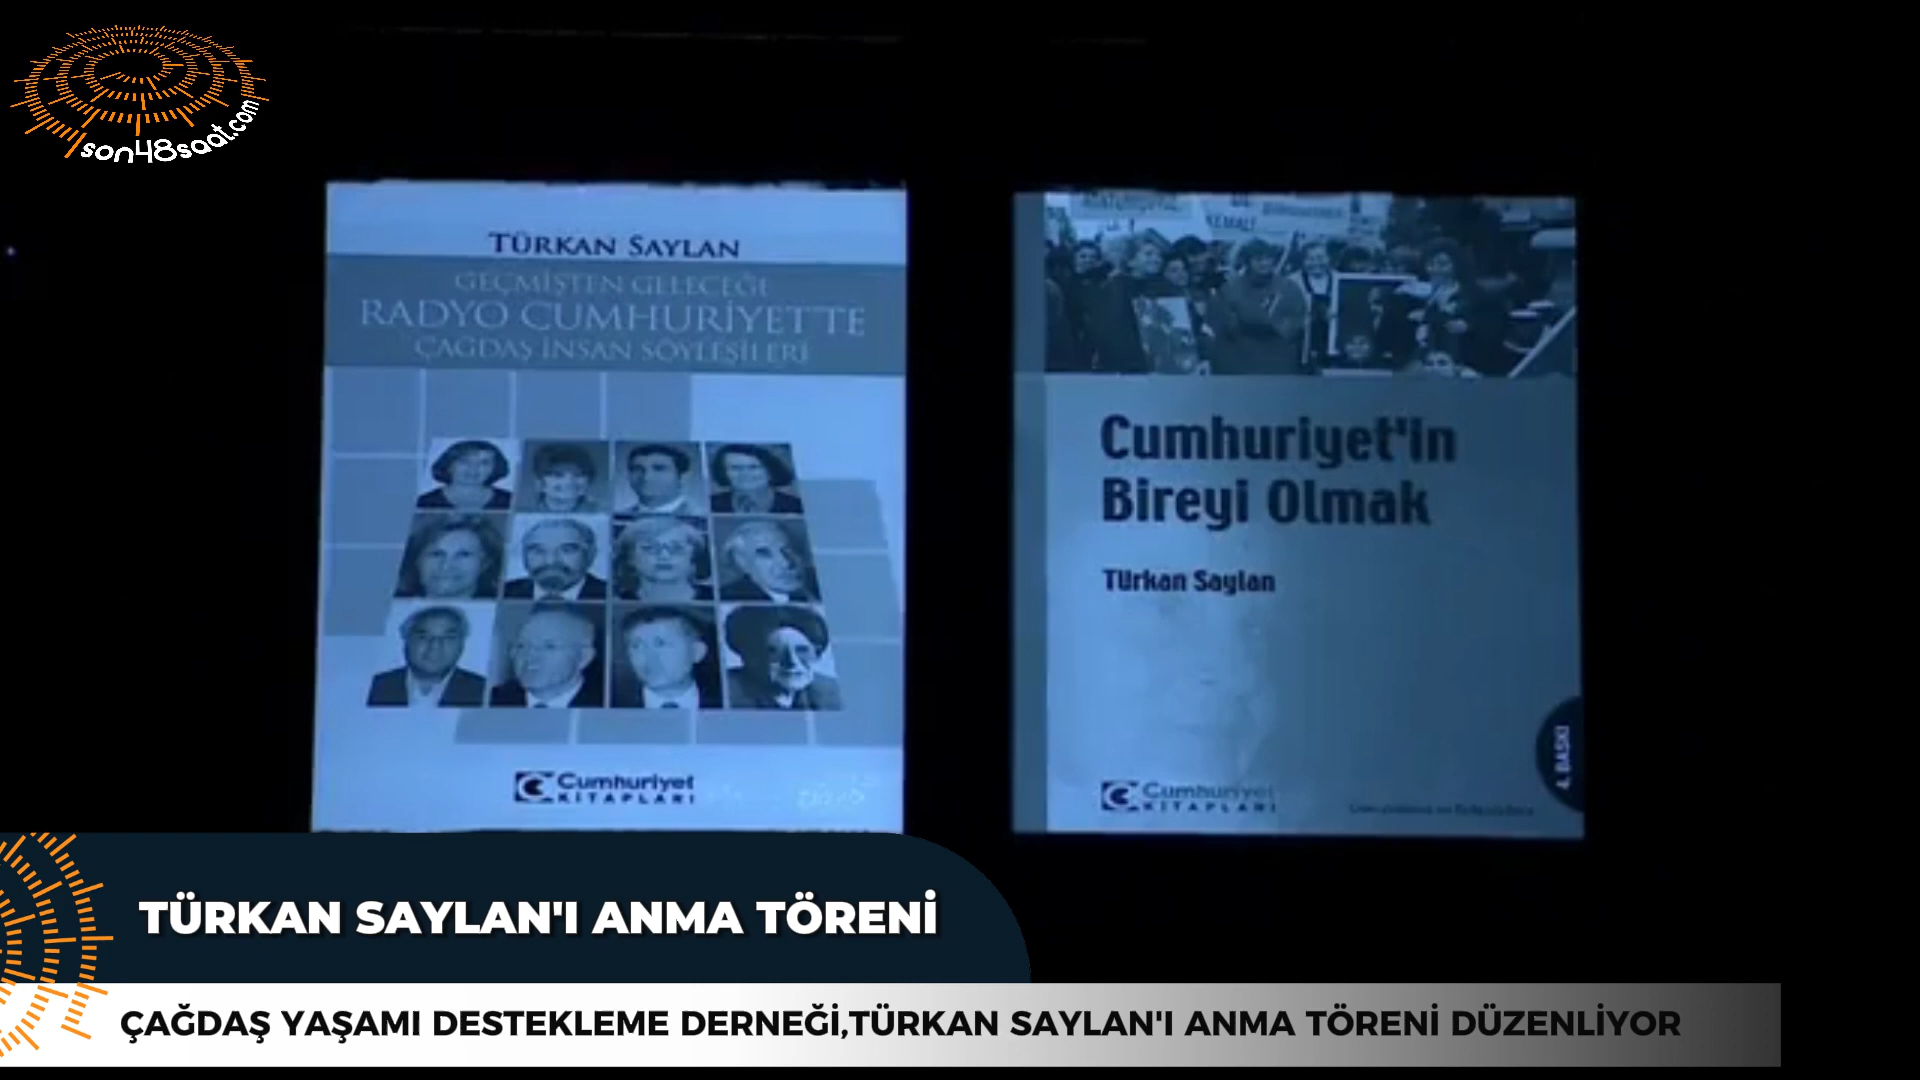 son48saat.com
TÜRKAN SAYLAN
GEÇMİŞTEN GELECEĞE
RADYO CUMHURİYET'TE
ÇAĞDAŞ İNSAN SÖYLEŞİLERİ
Cumhuriyet
KİTAPLARI
KEMAL
Cumhuriyet'in
Bireyi Olmak
Türkan Saylan
4. BASKI
Cumhuriyet
KİTAPLARI
TÜRKAN SAYLAN'I ANMA TÖRENİ
ÇAĞDAŞ YAŞAMI DESTEKLEME DERNEĞİ,TÜRKAN SAYLAN'I ANMA TÖRENİ DÜZENLİYOR